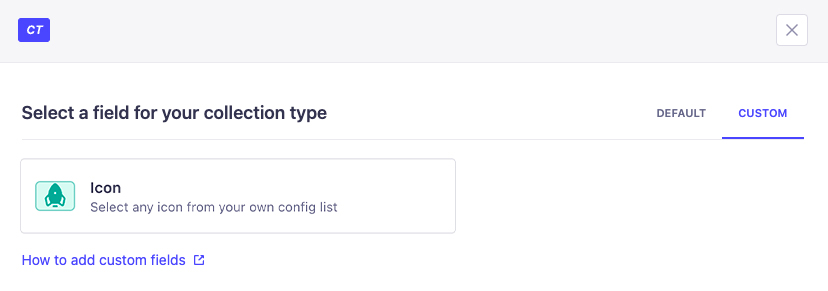 CT
Select a field for your collection type
DEFAULT
CUSTOM
Icon
Select any icon from your own config list
How to add custom fields